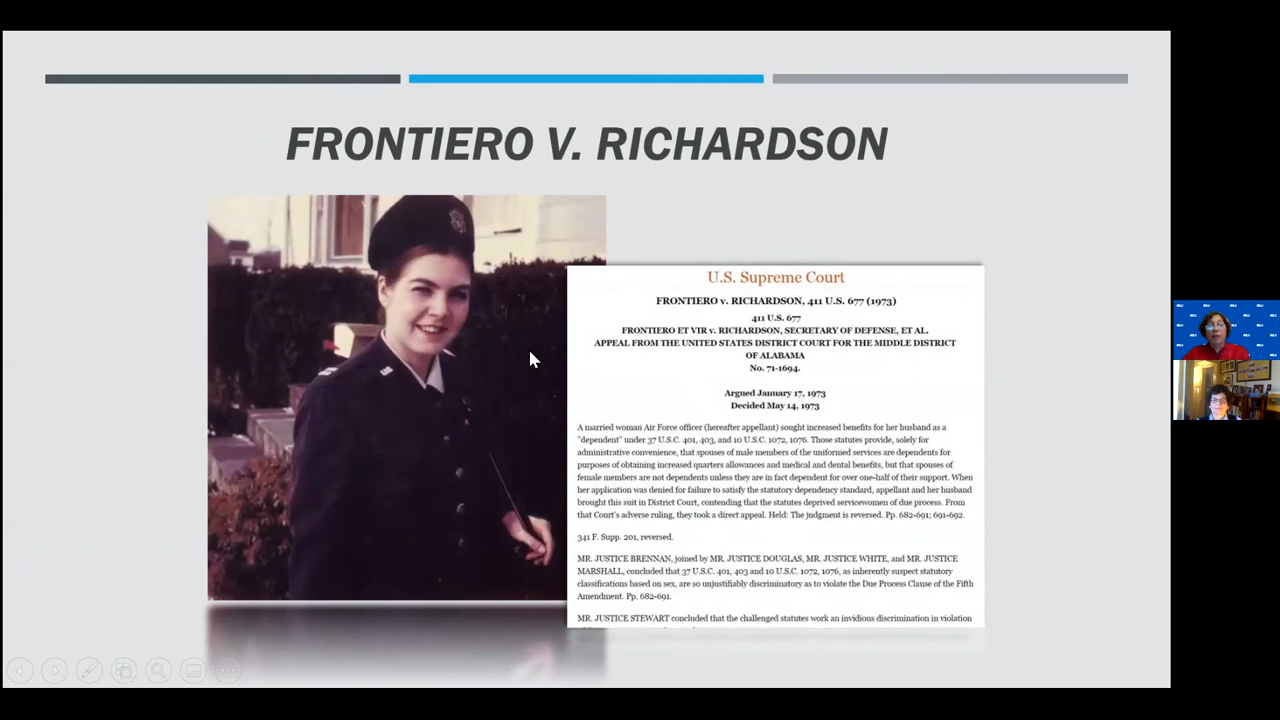 FRONTIERO V. RICHARDSON
U.S. Supreme Court
FRONTIERO v. RICHARDSON, 411 U.S. 677 (1973)
411 U.S. 677
FRONTIERO ET VIR v. RICHARDSON, SECRETARY OF DEFENSE, ET AL.
APPEAL FROM THE UNITED STATES DISTRICT COURT FOR THE MIDDLE DISTRICT
OF ALABAMA
No. 71-1694.
Argued January 17, 1973
Decided May 14, 1973
A married woman Air Force officer (hereafter appellant) sought increased benefits for her husband as a
"dependent" under 37 U.S.C. 401, 403, and 10 U.S.C. 1072, 1076. Those statutes provide, solely for
administrative convenience, that spouses of male members of the uniformed services are dependents for
purposes of obtaining increased quarters allowances and medical and dental benefits, but that spouses of
female members are not dependents unless they are in fact dependent for over one-half of their support. When
her application was denied for failure to satisfy the statutory dependency standard, appellant and her husband
brought this suit in District Court, contending that the statutes deprived servicewomen of due process. From
that Court's adverse ruling, they took a direct appeal. Held: The judgment is reversed. Pp. 682-691; 691-692.
341 F. Supp. 201, reversed.
MR. JUSTICE BRENNAN, joined by MR. JUSTICE DOUGLAS, MR. JUSTICE WHITE, and MR. JUSTICE
MARSHALL, concluded that 37 U.S.C. 401, 403 and 10 U.S.C. 1072, 1076, as inherently suspect statutory
classifications based on sex, are so unjustifiably discriminatory as to violate the Due Process Clause of the Fifth
Amendment. Pp. 682-691.
MR. JUSTICE STEWART concluded that the challenged statutes work an invidious discrimination in violation